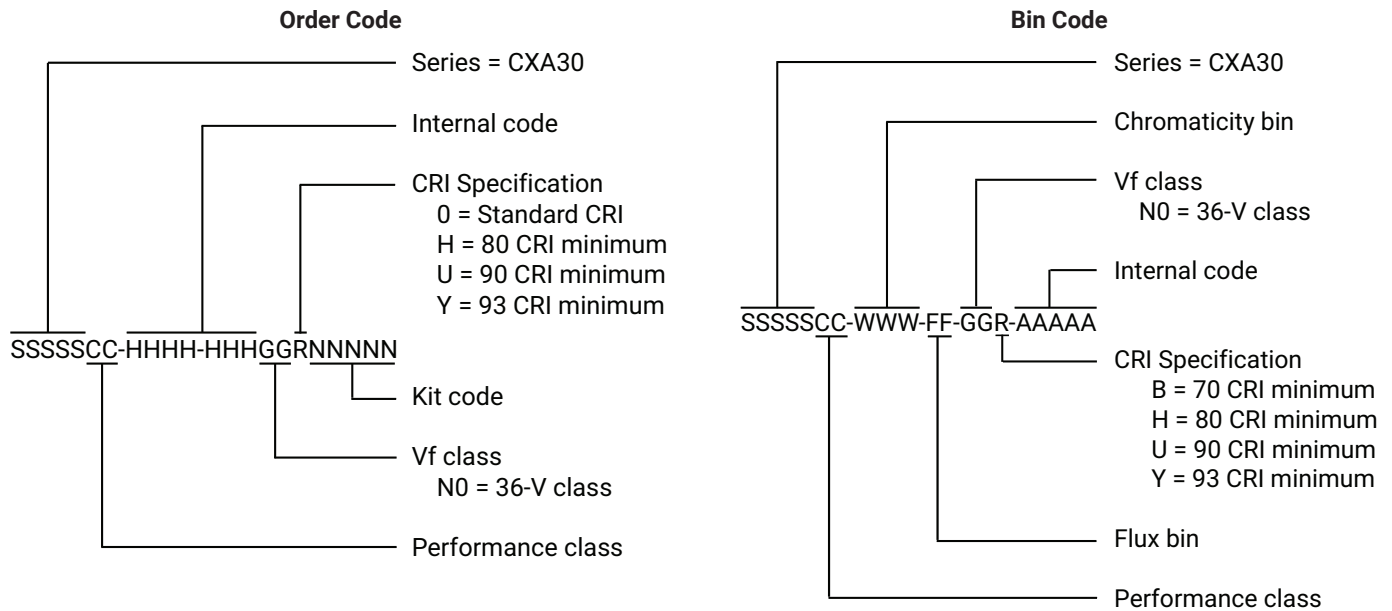 Order Code
Series = CXA30
Internal code
CRI Specification
0 = Standard CRI
H = 80 CRI minimum
U = 90 CRI minimum
Y = 93 CRI minimum
SSSSSCC-HHHH-HHHGGRNNNNN
Kit code
Vf class
N0 = 36-V class
Performance class
Bin Code
Series = CXA30
Chromaticity bin
Vf class
N0 = 36-V class
Internal code
SSSSSCC-WWW-FF-GGR-AAAAA
CRI Specification
B = 70 CRI minimum
H = 80 CRI minimum
U = 90 CRI minimum
Y = 93 CRI minimum
Flux bin
Performance class